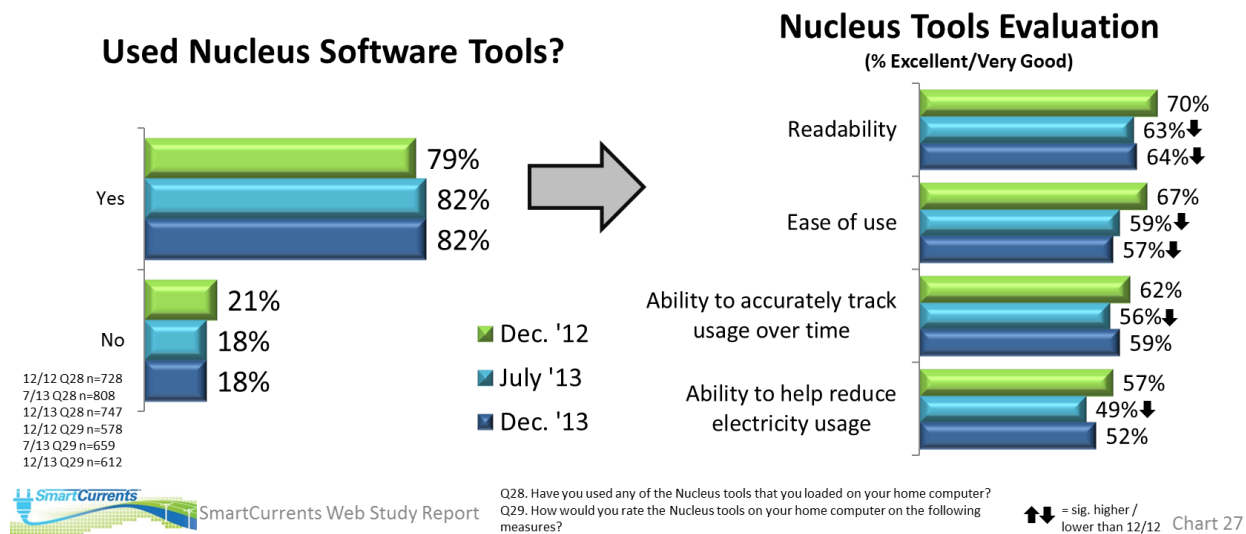 Used Nucleus Software Tools?
Yes
79%
82%
82%
No
21%
18%
18%
Dec. '12
July '13
Dec. '13
12/12 Q28 n=728
7/13 Q28 n=808
12/13 Q28 n=747
12/12 Q29 n=578
7/13 Q29 n=659
12/13 Q29 n=612
Nucleus Tools Evaluation
(% Excellent/Very Good)
Readability
70%
63%
64%
Ease of use
67%
59%
57%
Ability to accurately track
usage over time
62%
56%
59%
Ability to help reduce
electricity usage
57%
49%
52%
SmartCurrents
SmartCurrents Web Study Report
Q28. Have you used any of the Nucleus tools that you loaded on your home computer?
Q29. How would you rate the Nucleus tools on your home computer on the following
measures?
= sig. higher /
lower than 12/12
Chart 27